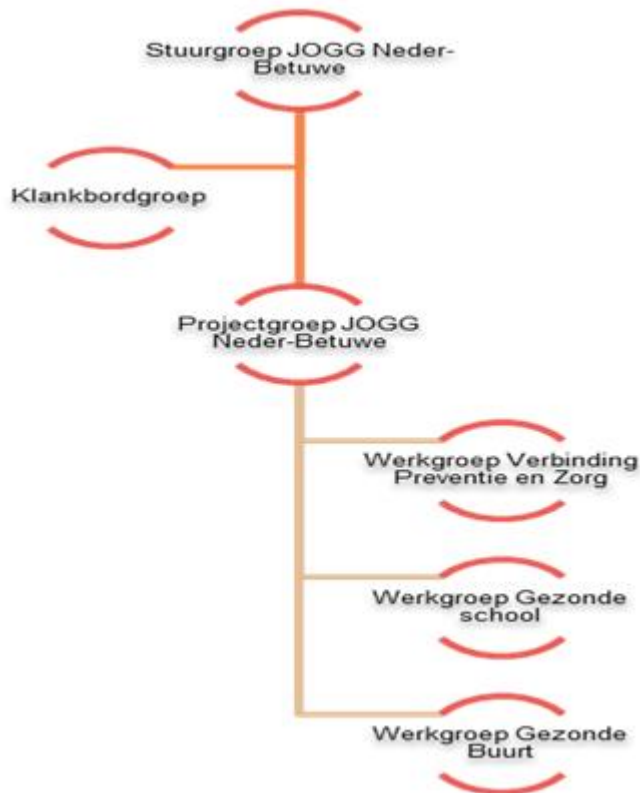 Stuurgroep JOGG Neder-
Betuwe
Klankbordgroep
Projectgroep JOGG
Neder-Betuwe
Werkgroep Verbinding
Preventie en Zorg
Werkgroep Gezonde
school
Werkgroep Gezonde
Buurt